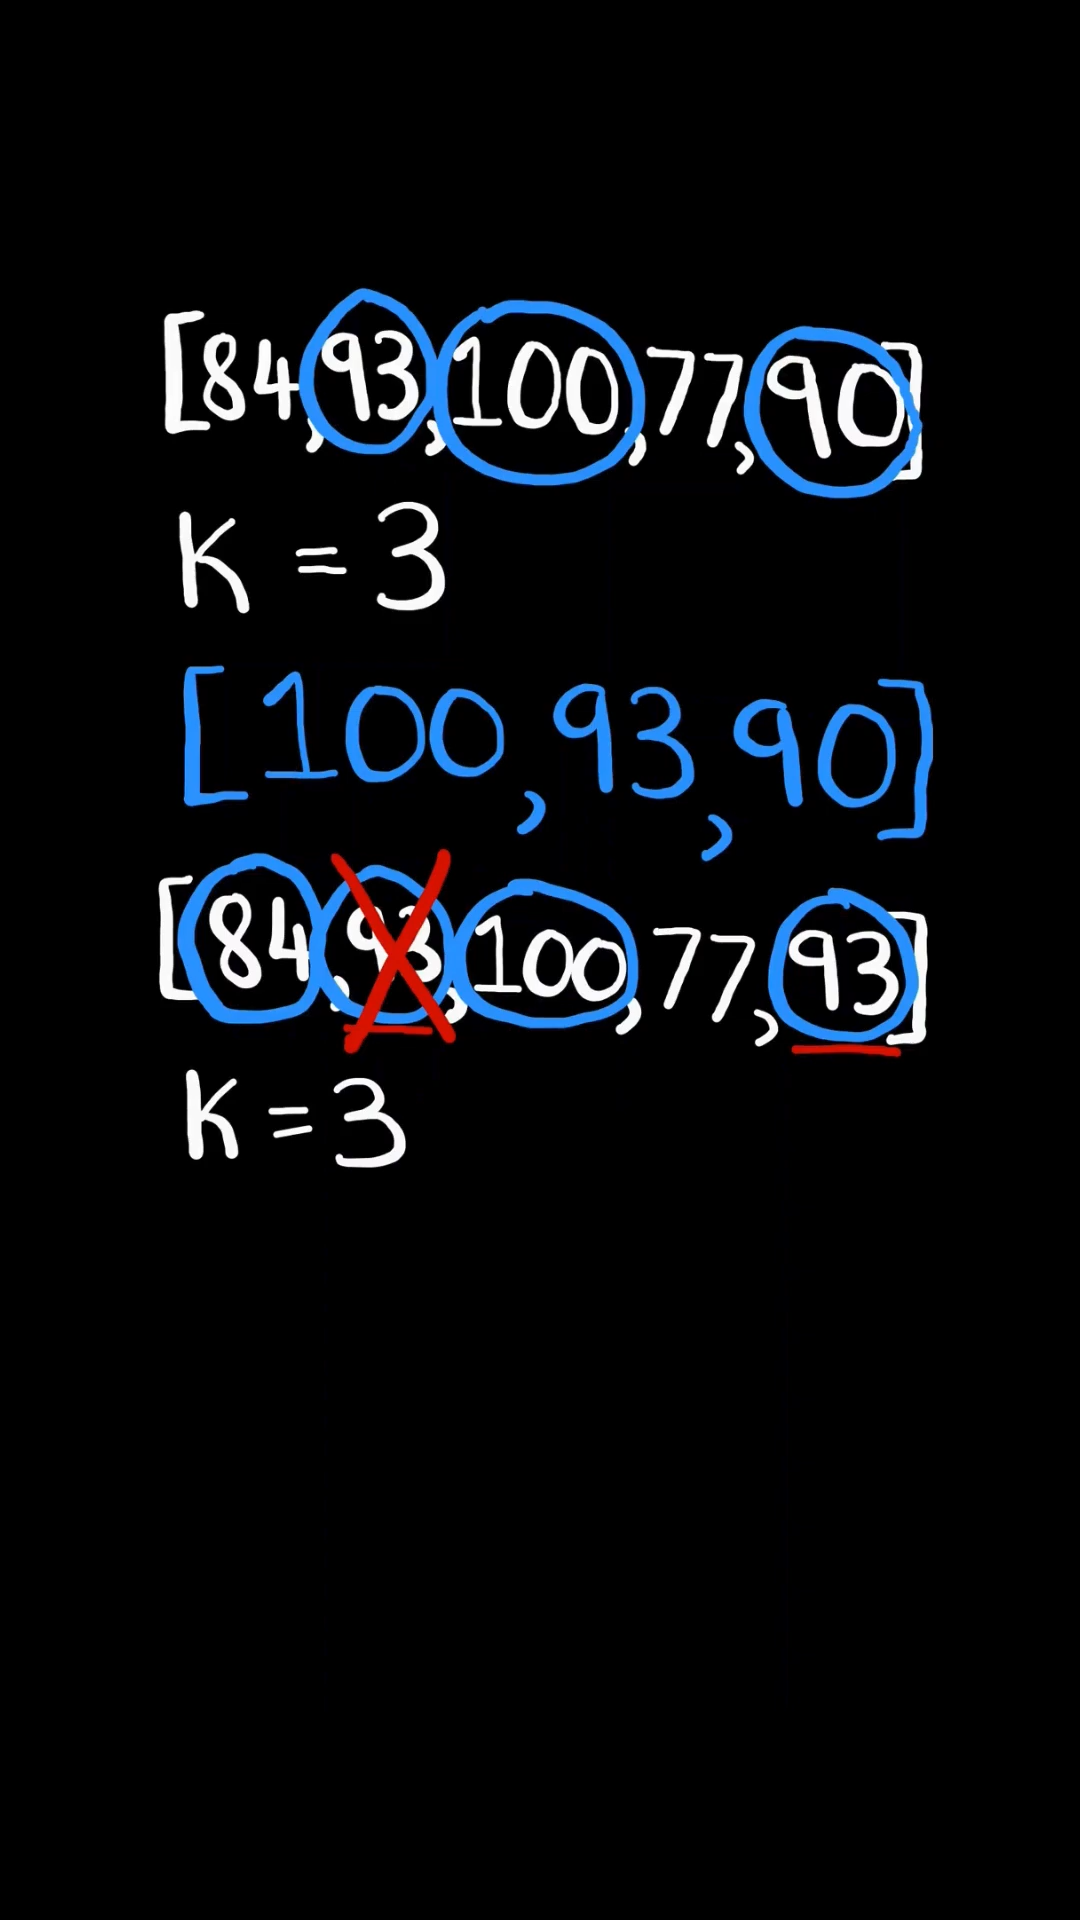 [84,93,100,77,90]
K = 3
[100,93,90]
[84,93,100,77,93]
K = 3